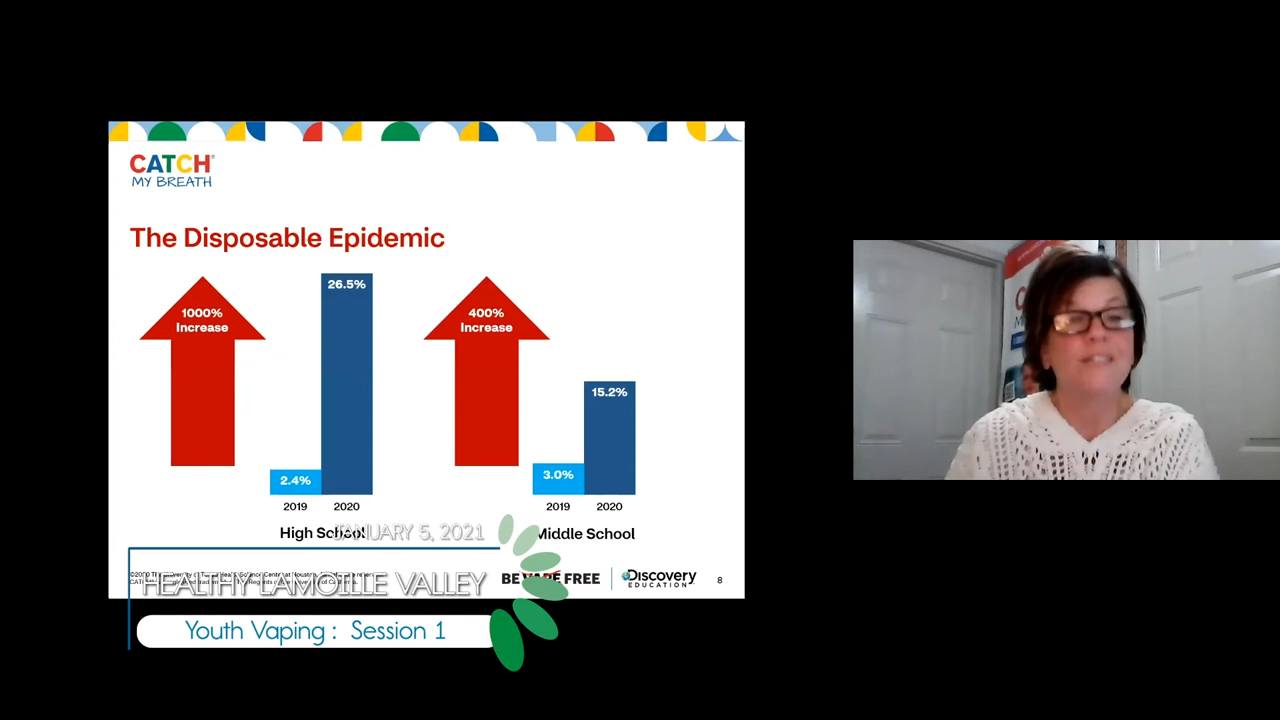 CATCH®
MY BREATH
The Disposable Epidemic
1000%
Increase
2.4%
26.5%
2019
2020
High School
400%
Increase
3.0%
15.2%
2019
2020
Middle School
JANUARY 5, 2021
HEALTHY LAMOILLE VALLEY
Youth Vaping : Session 1
BE VAPE FREE
Discovery
EDUCATION
8